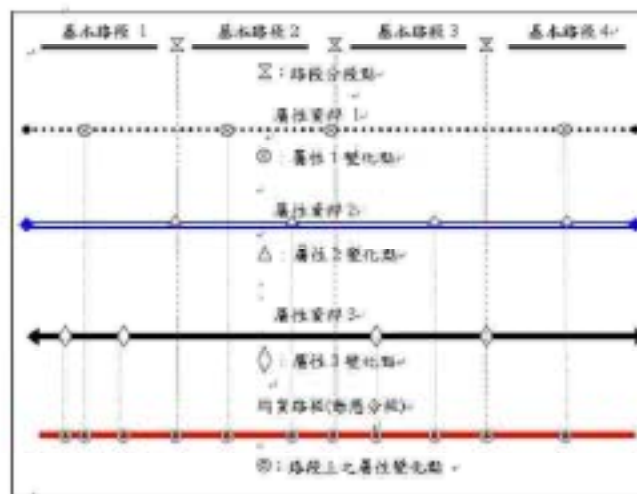 基本路段 1 基本路段 2 基本路段 3 基本路段 4
：路段分段點
屬性資料 1
：屬性 1 變化點
屬性資料 2
：屬性 2 變化點
屬性資料 3
：屬性 3 變化點
均質路段(動態分段)
：路段上之屬性變化點